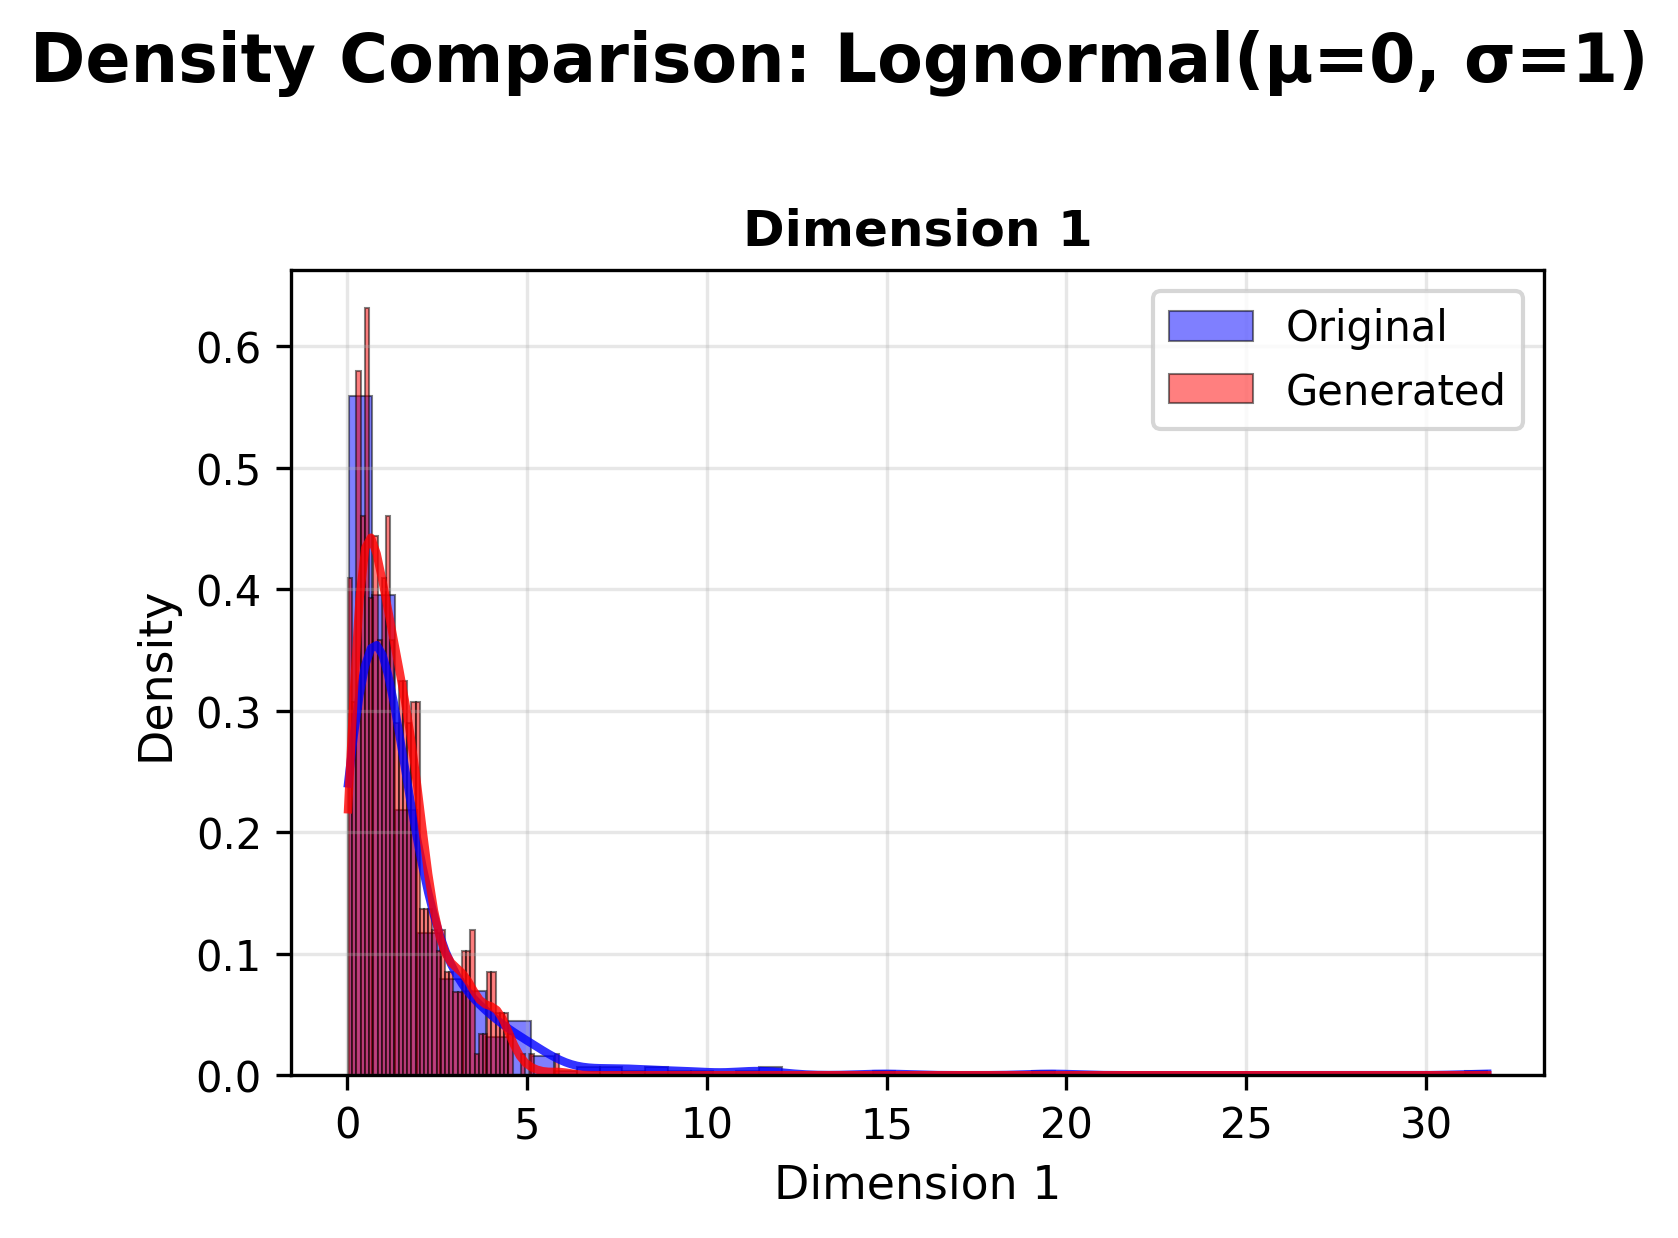 Density Comparison: Lognormal(μ=0, σ=1)
Dimension 1
Original
Generated
Density
0.6
0.5
0.4
0.3
0.2
0.1
0.0
0 5 10 15 20 25 30
Dimension 1